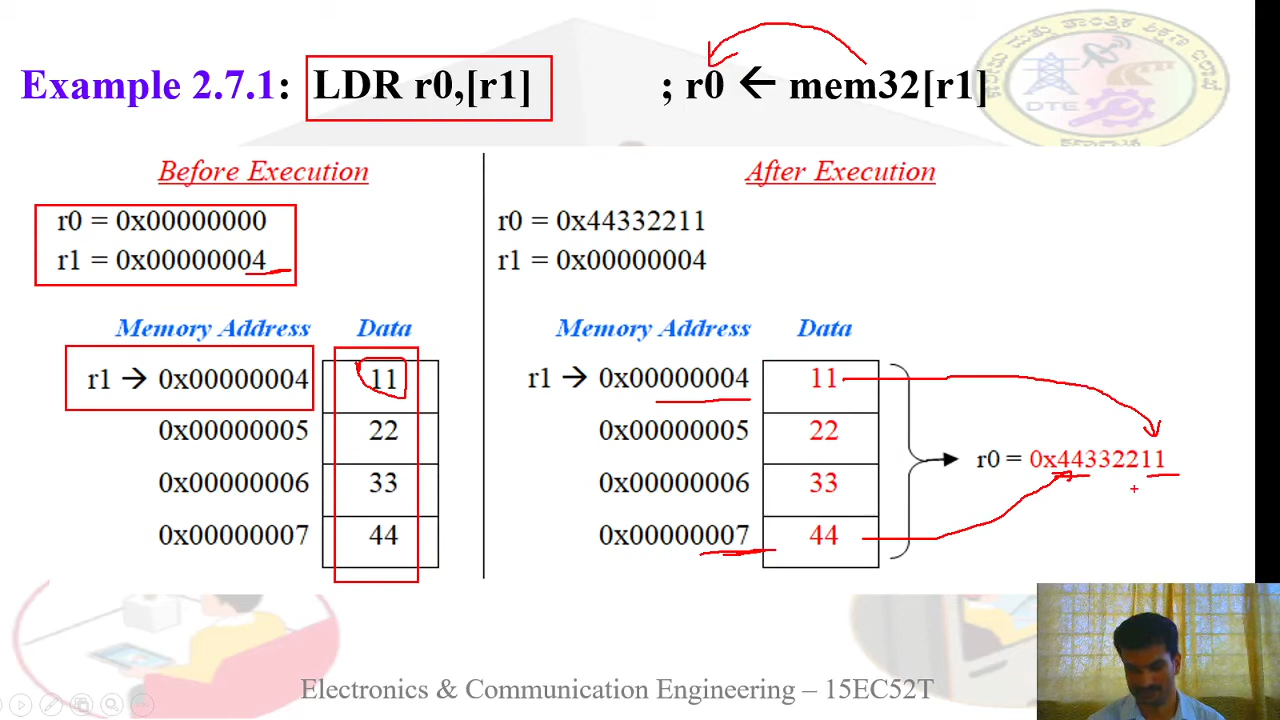 Example 2.7.1: LDR r0,[r1] ; r0 ← mem32[r1]
DTE
Before Execution
r0 = 0x00000000
r1 = 0x00000004
Memory Address Data
r1 → 0x00000004 11
0x00000005 22
0x00000006 33
0x00000007 44
After Execution
r0 = 0x44332211
r1 = 0x00000004
Memory Address Data
r1 → 0x00000004 11
0x00000005 22
0x00000006 33
0x00000007 44
r0 = 0x44332211
Electronics & Communication Engineering – 15EC52T